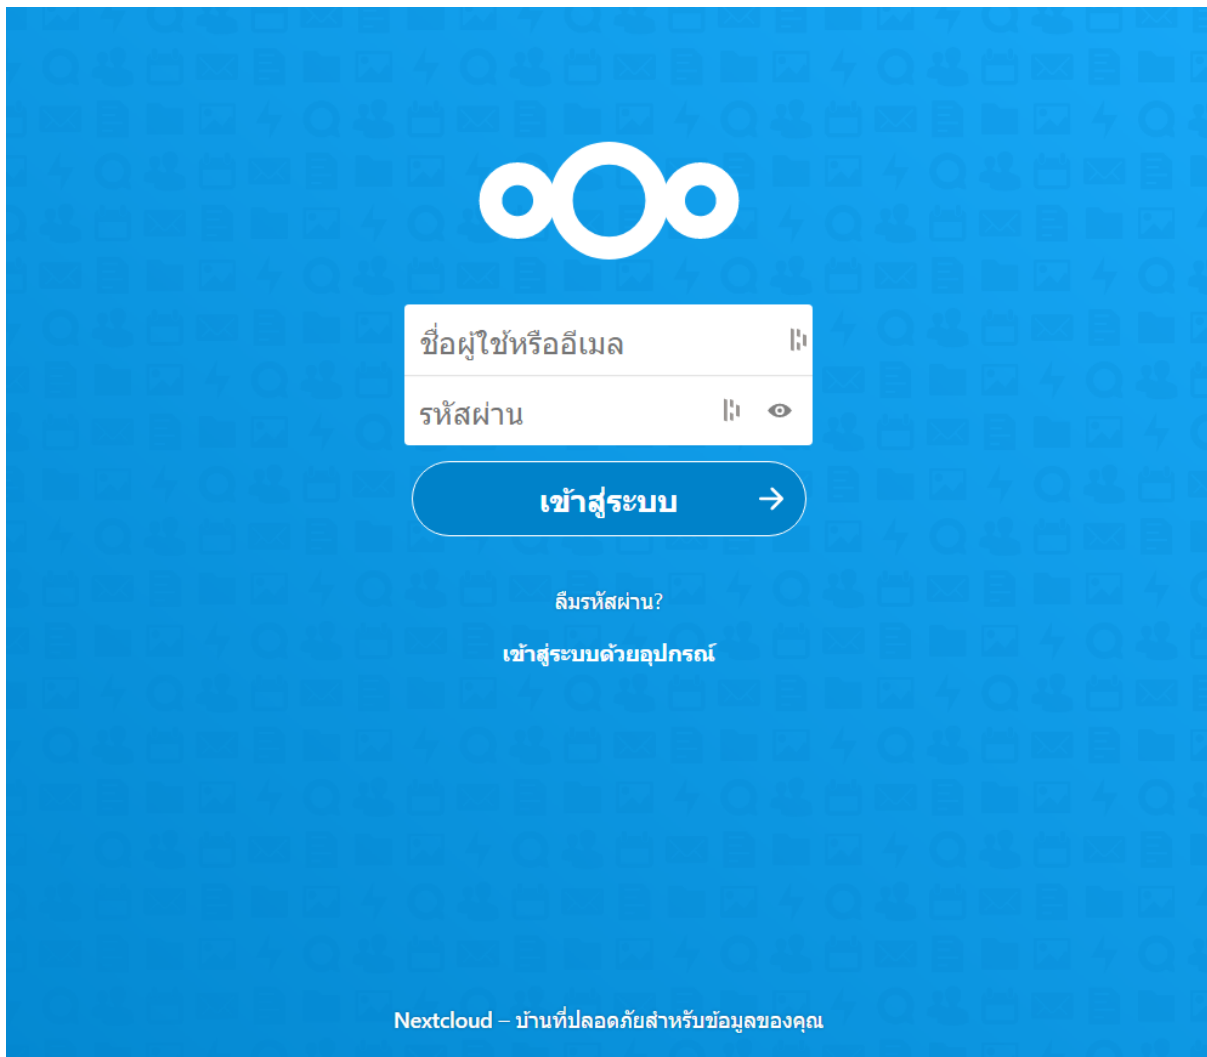 ชื่อผู้ใช้หรืออีเมล
รหัสผ่าน
เข้าสู่ระบบ
ลืมรหัสผ่าน?
เข้าสู่ระบบด้วยอุปกรณ์
Nextcloud – บ้านที่ปลอดภัยสำหรับข้อมูลของคุณ